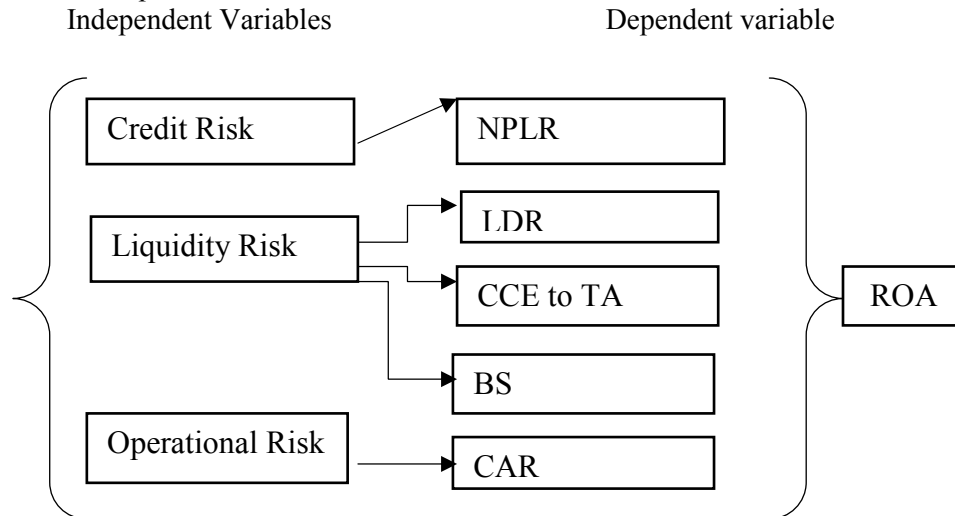 Independent Variables Dependent variable
Credit Risk
NPLR
LDR
Liquidity Risk
CCE to TA
ROA
BS
Operational Risk
CAR